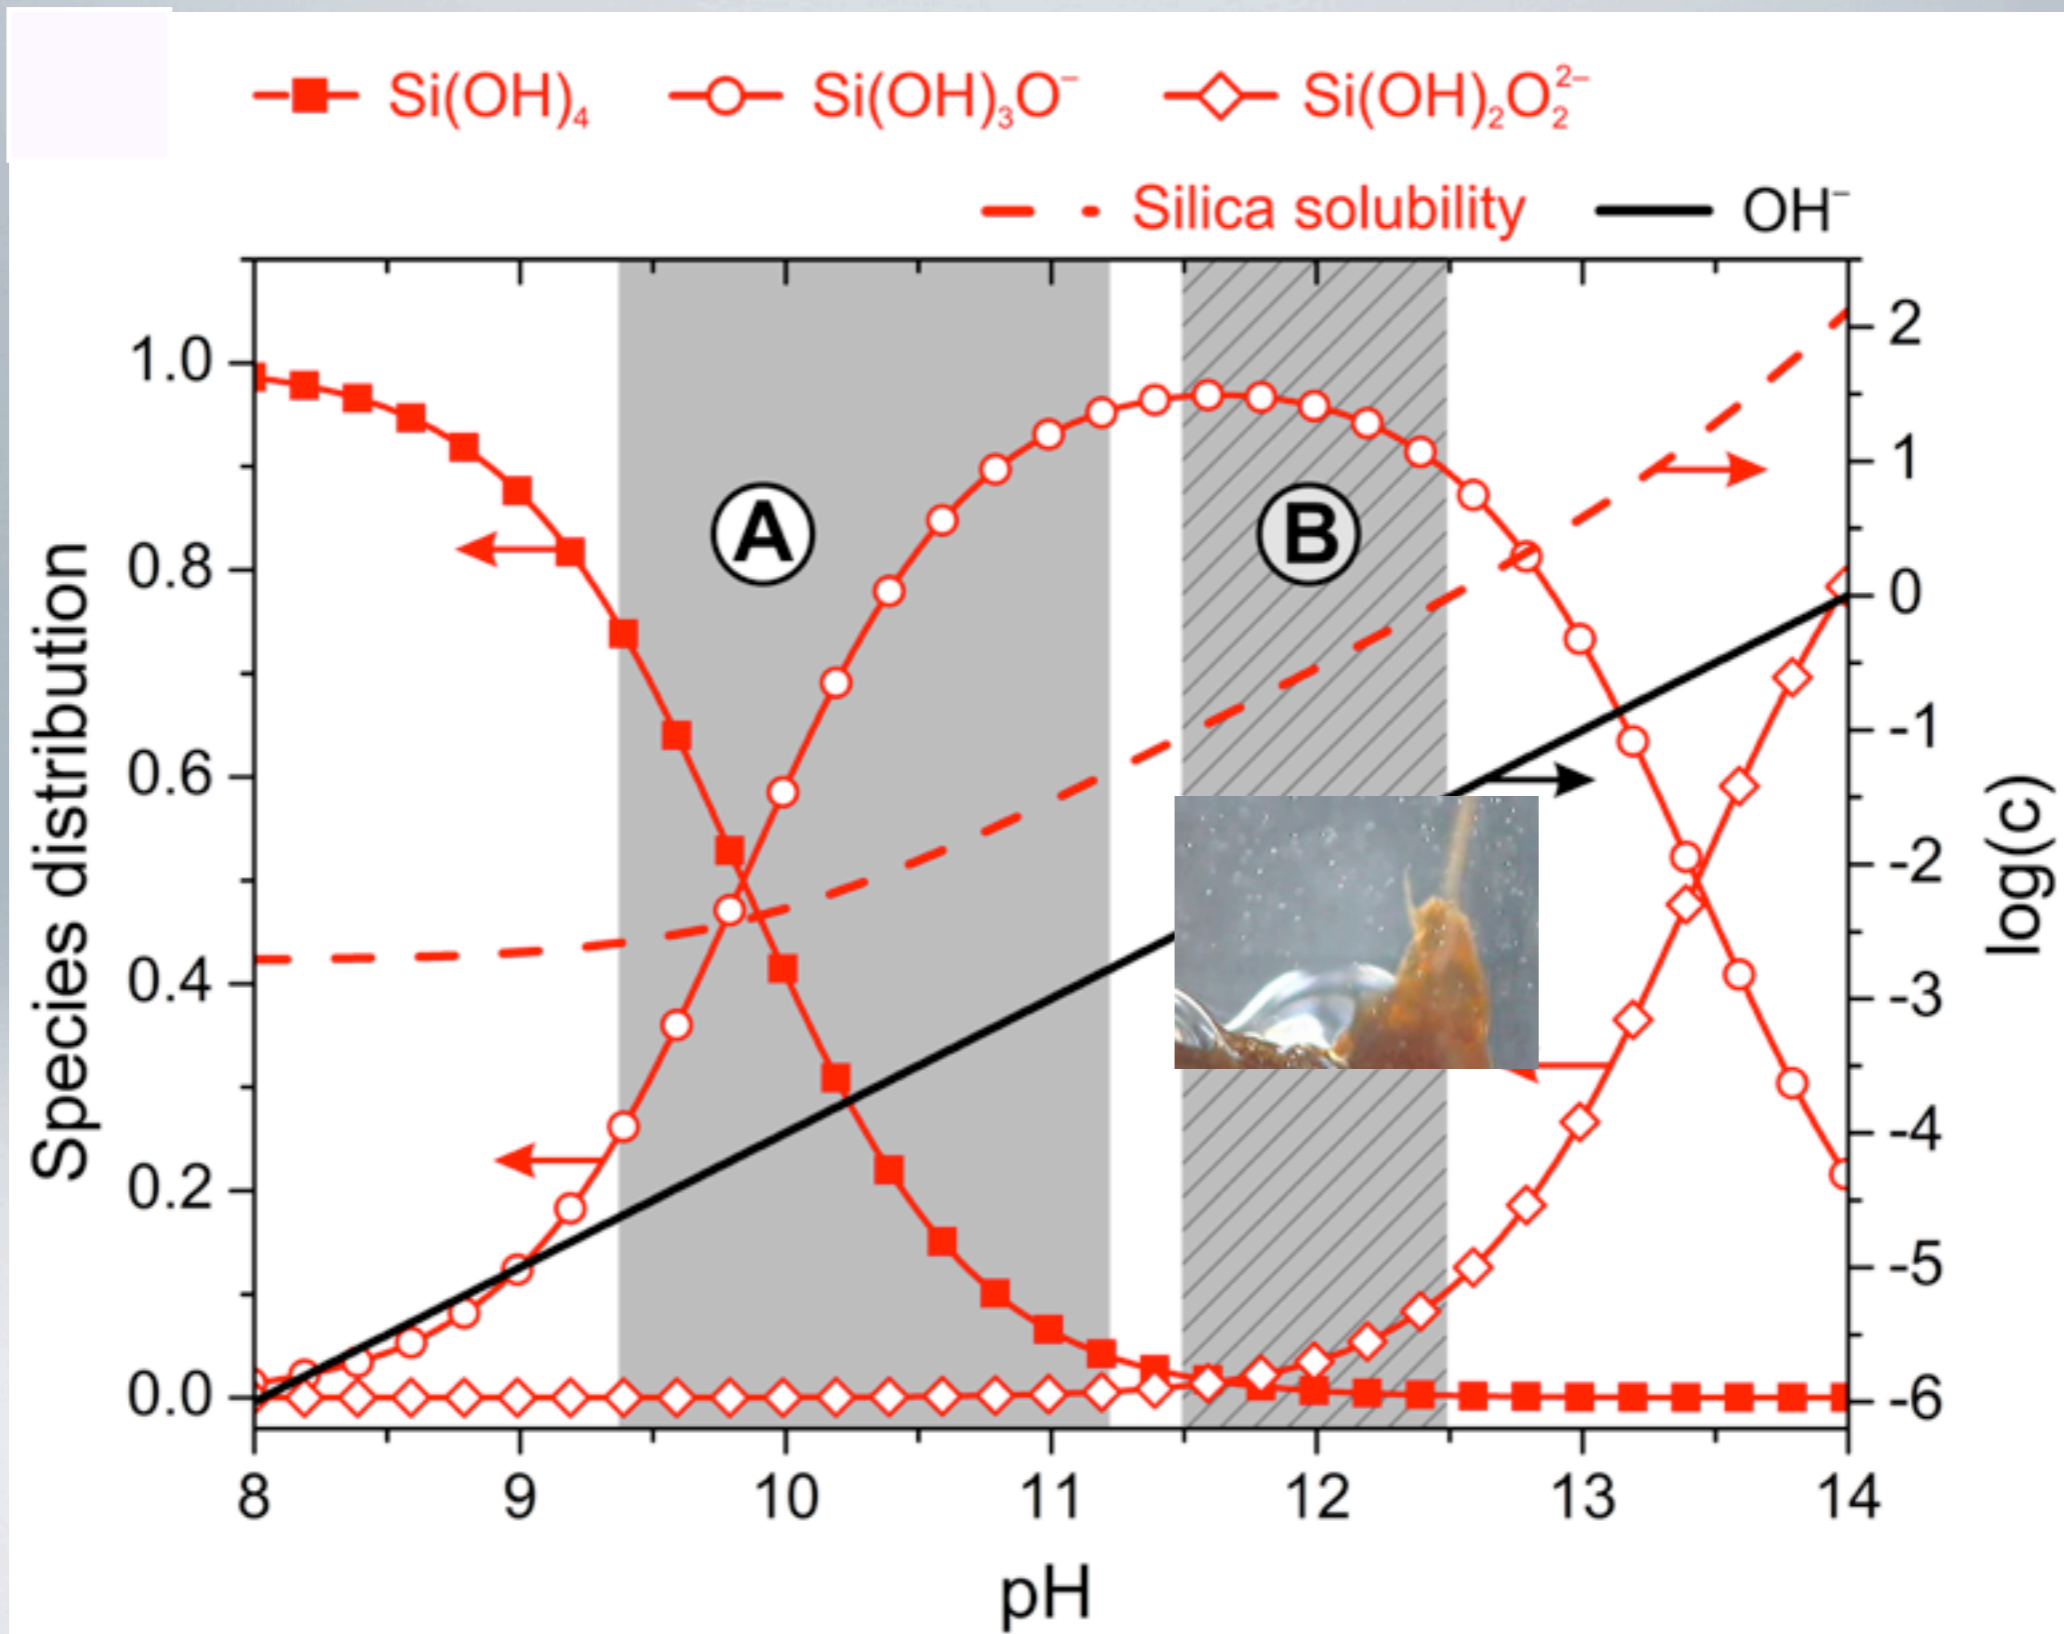 Si(OH)₄ Si(OH)₃O⁻ Si(OH)₂O₂²⁻
Silica solubility OH⁻
A B
1.0
0.8
0.6
0.4
0.2
0.0
Species distribution
2
1
0
-1
-2
-3
-4
-5
-6
log(c)
8 9 10 11 12 13 14
pH